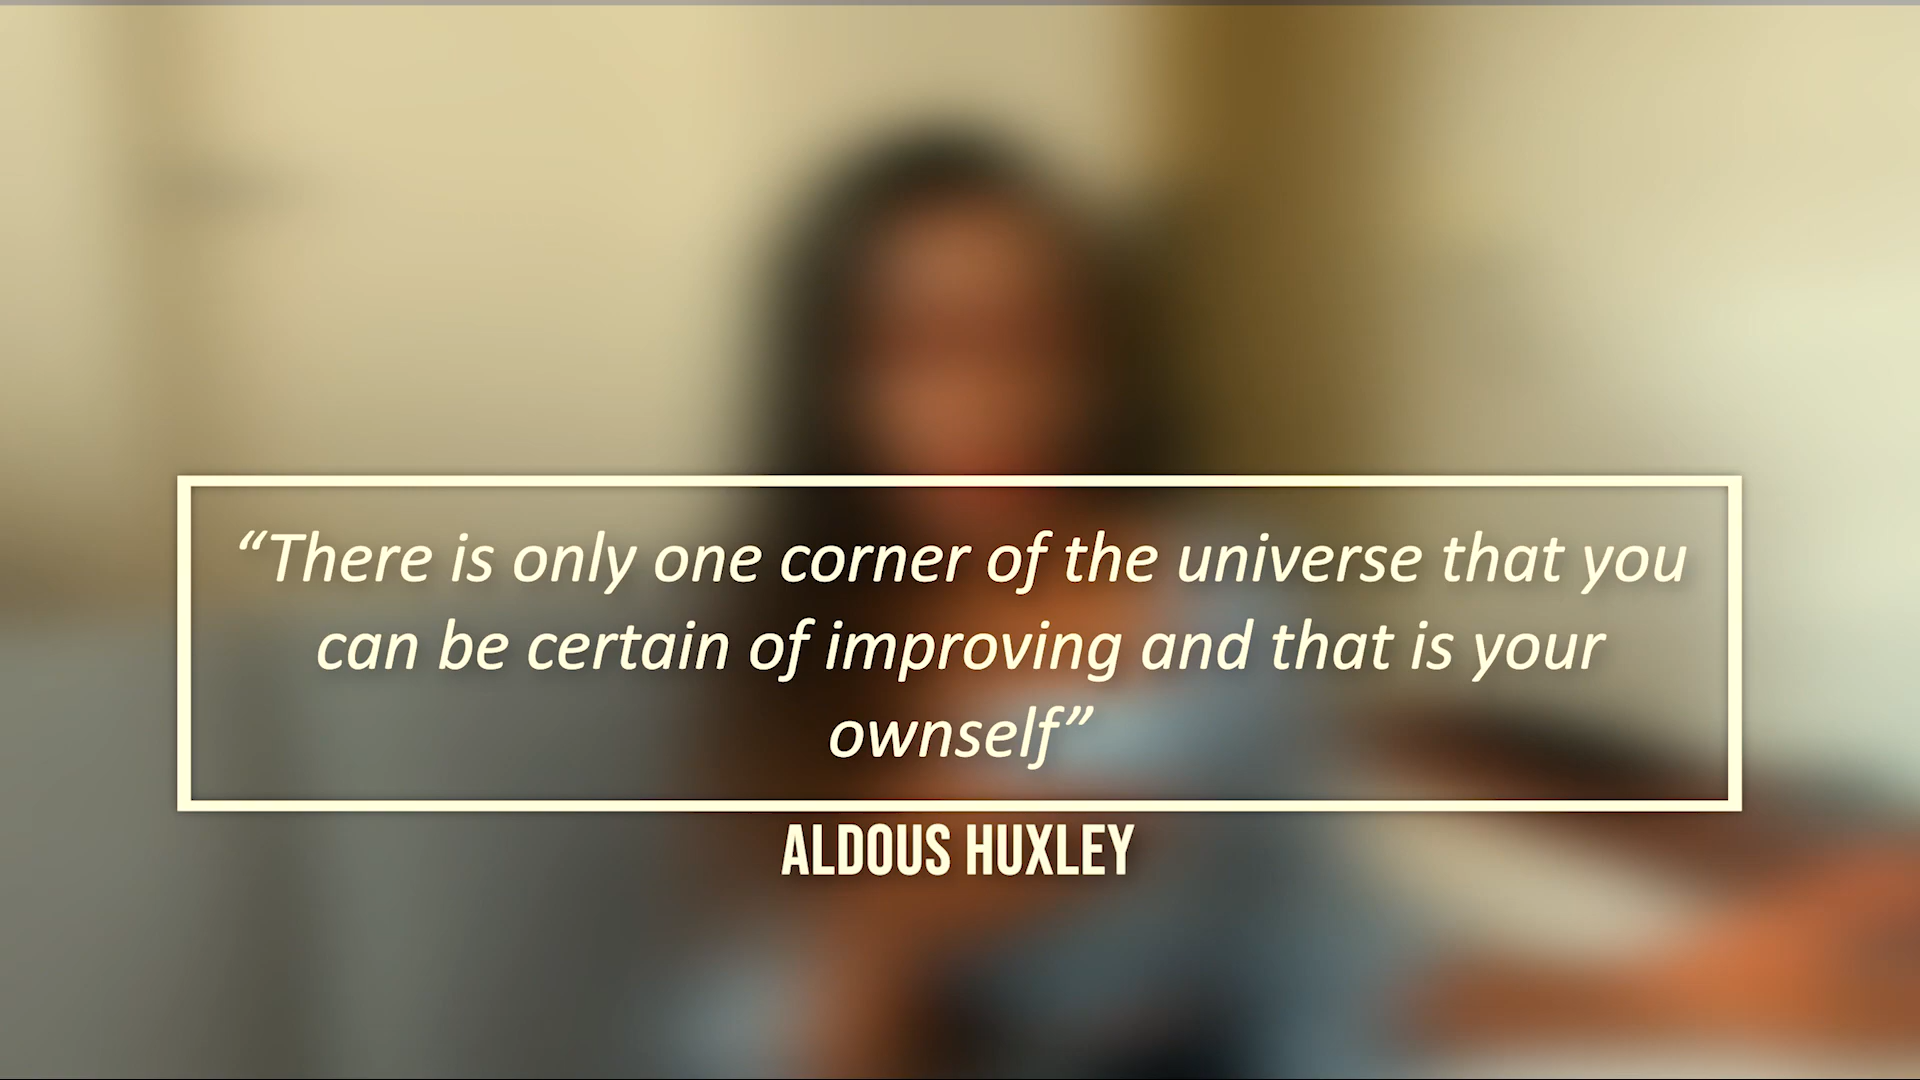 “There is only one corner of the universe that you
can be certain of improving and that is your
ownself”
ALDOUS HUXLEY